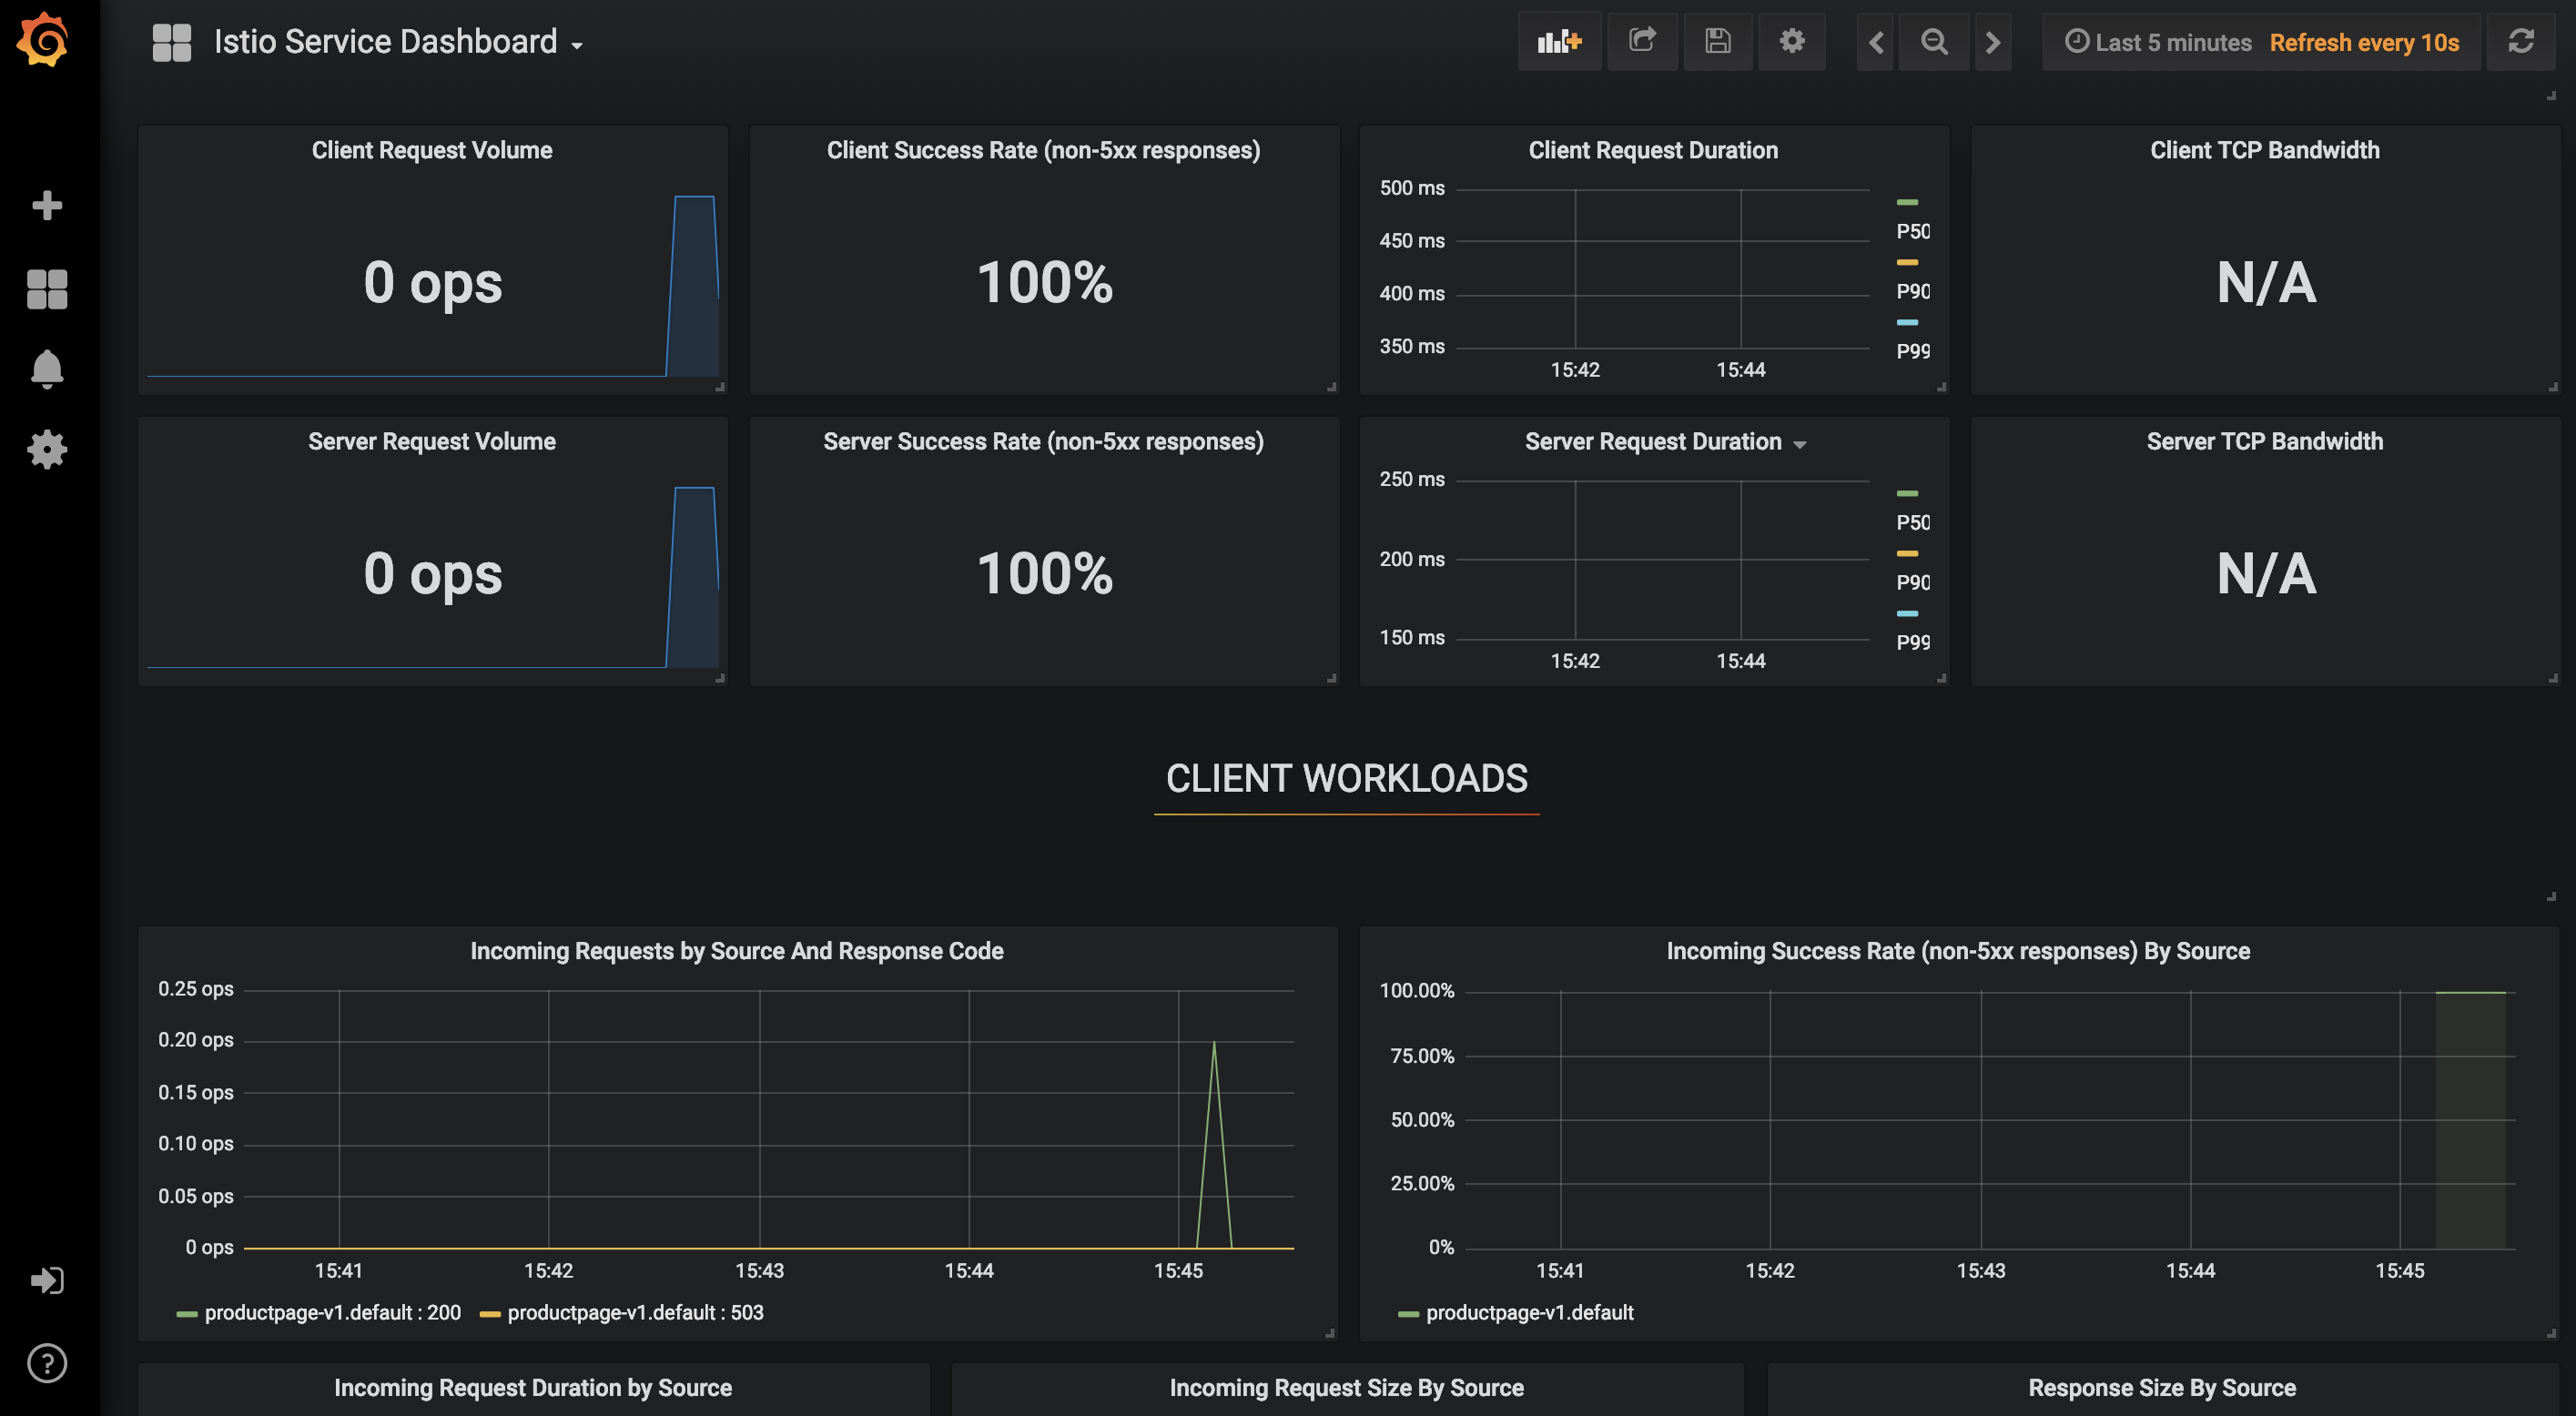 Istio Service Dashboard
Last 5 minutes Refresh every 10s
Client Request Volume
0 ops
Client Success Rate (non-5xx responses)
100%
Client Request Duration
500 ms
450 ms
400 ms
350 ms
15:42 15:44
P50
P90
P99
Client TCP Bandwidth
N/A
Server Request Volume
0 ops
Server Success Rate (non-5xx responses)
100%
Server Request Duration
250 ms
200 ms
150 ms
15:42 15:44
P50
P90
P99
Server TCP Bandwidth
N/A
CLIENT WORKLOADS
Incoming Requests by Source And Response Code
0.25 ops
0.20 ops
0.15 ops
0.10 ops
0.05 ops
0 ops
15:41 15:42 15:43 15:44 15:45
productpage-v1.default : 200 productpage-v1.default : 503
Incoming Success Rate (non-5xx responses) By Source
100.00%
75.00%
50.00%
25.00%
0%
15:41 15:42 15:43 15:44 15:45
productpage-v1.default
Incoming Request Duration by Source
Incoming Request Size By Source
Response Size By Source